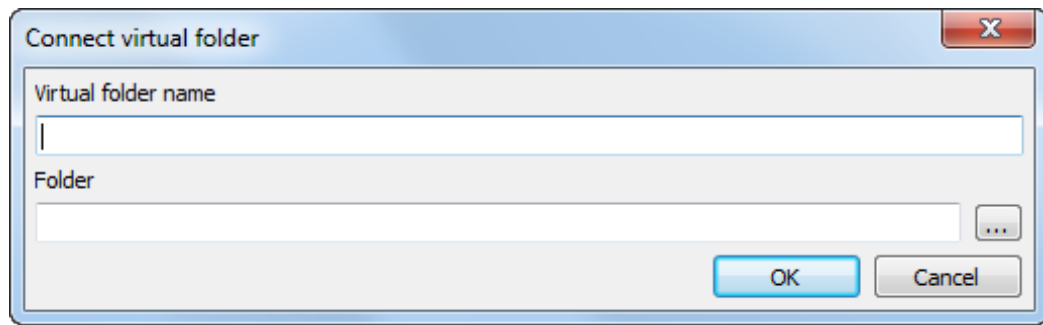 Connect virtual folder
Virtual folder name
Folder
...
OK Cancel